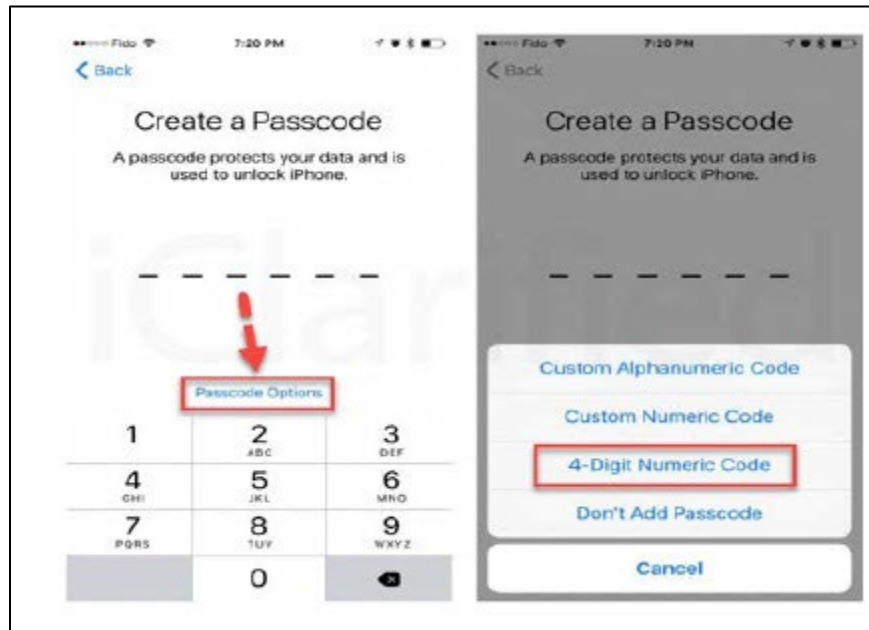 Fido 7:20 PM
Back
Create a Passcode
A passcode protects your data and is
used to unlock iPhone.
Passcode Options
1 2 3
ABC DEF
4 5 6
GHI JKL MNO
7 8 9
PQRS TUV WXYZ
0
Fido 7:20 PM
Back
Create a Passcode
A passcode protects your data and is
used to unlock iPhone.
Custom Alphanumeric Code
Custom Numeric Code
4-Digit Numeric Code
Don't Add Passcode
Cancel
iClarified